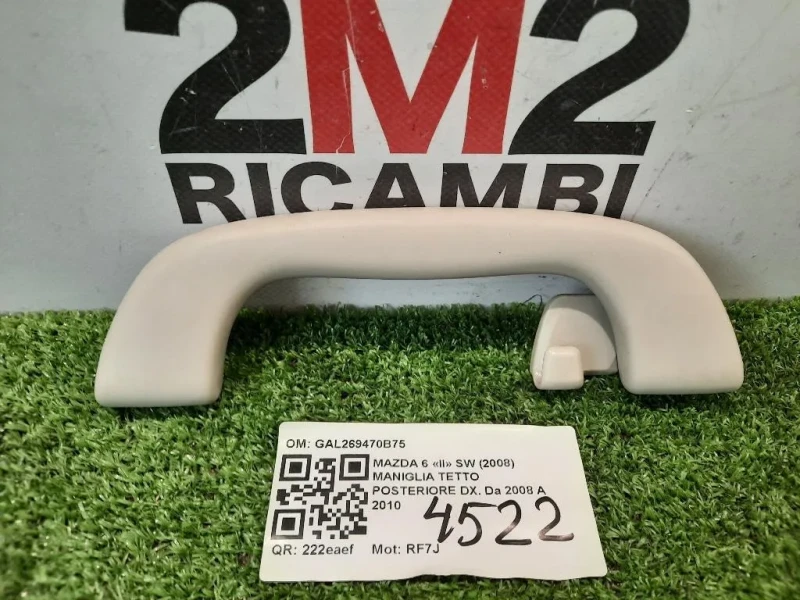 2M2
RICAMBI
OM: GAL269470B75
MAZDA 6 «II» SW (2008)
MANIGLIA TETTO
POSTERIORE DX. Da 2008 A
2010
4522
QR: 222eaef Mot: RF7J